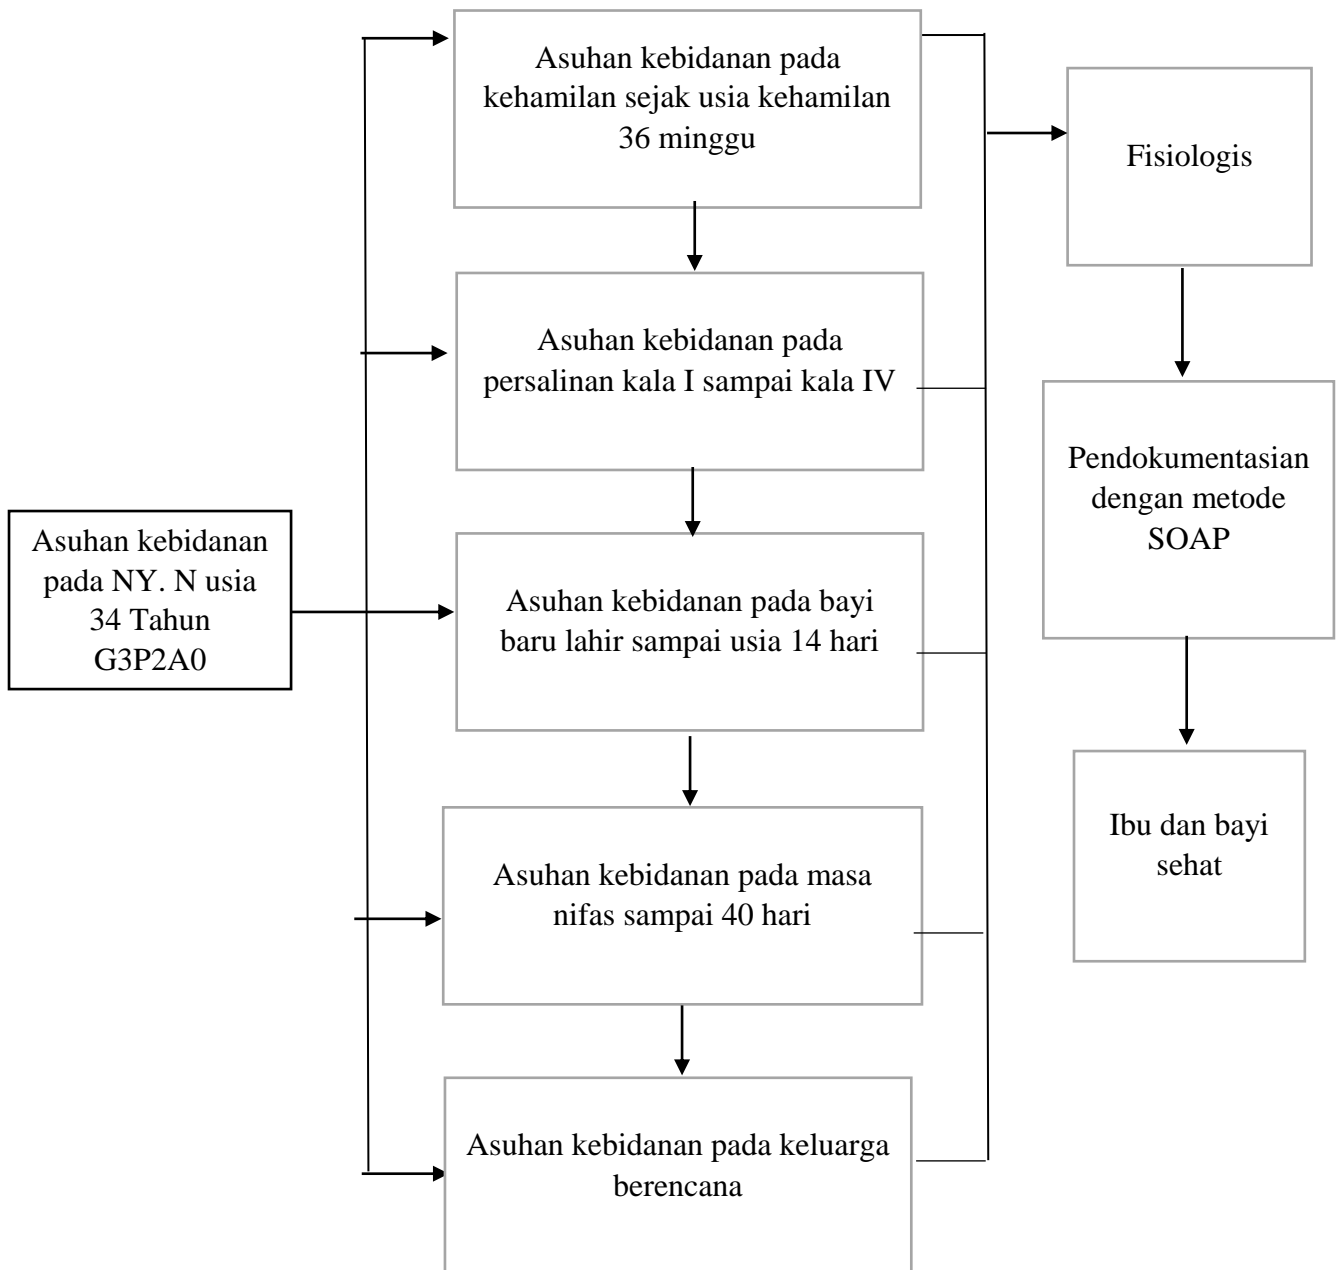 Asuhan kebidanan pada NY. N usia
34 Tahun
G3P2A0
Asuhan kebidanan pada
kehamilan sejak usia kehamilan
36 minggu
Asuhan kebidanan pada
persalinan kala I sampai kala IV
Asuhan kebidanan pada bayi
baru lahir sampai usia 14 hari
Asuhan kebidanan pada masa
nifas sampai 40 hari
Asuhan kebidanan pada keluarga
berencana
Fisiologis
Pendokumentasian
dengan metode
SOAP
Ibu dan bayi
sehat